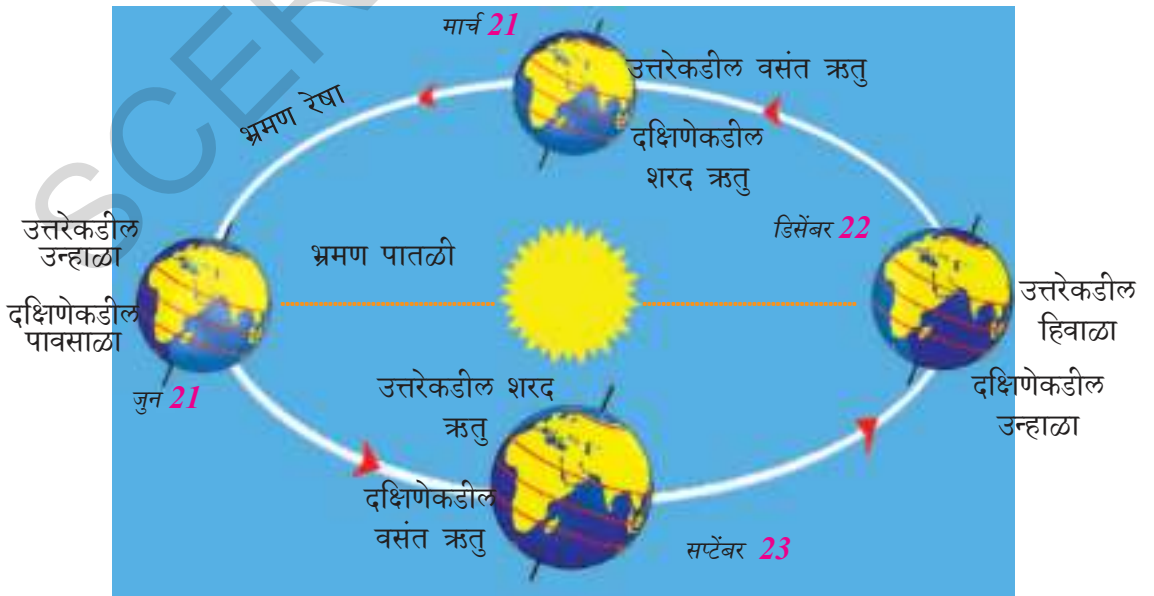 मार्च 21
उत्तरेकडील वसंत ऋतु
दक्षिणेकडील
शरद ऋतु
भ्रमण रेषा
उत्तरेकडील
उन्हाळा
दक्षिणेकडील
पावसाळा
जुन 21
भ्रमण पातळी
डिसेंबर 22
उत्तरेकडील
हिवाळा
दक्षिणेकडील
उन्हाळा
उत्तरेकडील शरद
ऋतु
दक्षिणेकडील
वसंत ऋतु
सप्टेंबर 23
SCER